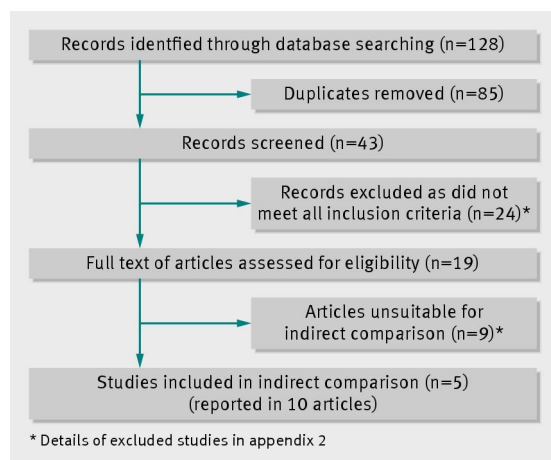 Records identfied through database searching (n=128)
Duplicates removed (n=85)
Records screened (n=43)
Records excluded as did not
meet all inclusion criteria (n=24)*
Full text of articles assessed for eligibility (n=19)
Articles unsuitable for
indirect comparison (n=9)*
Studies included in indirect comparison (n=5)
(reported in 10 articles)
* Details of excluded studies in appendix 2